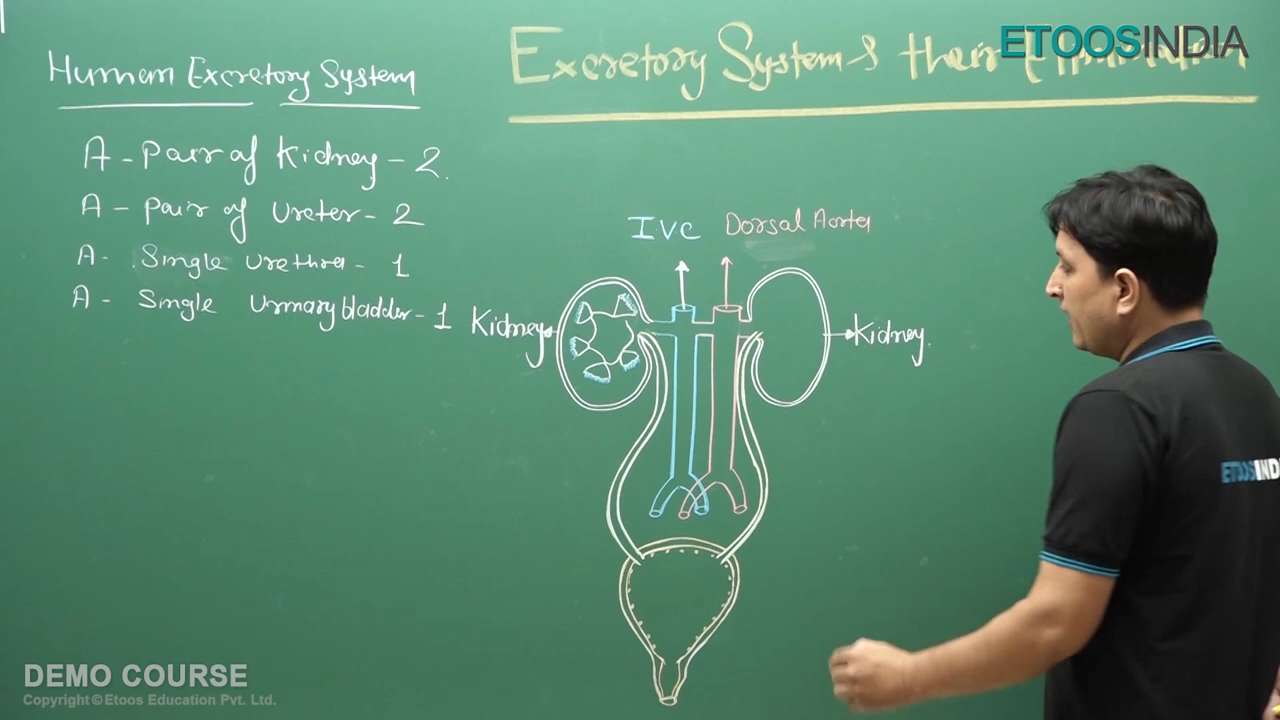 ETOOSINDIA
Excretory Systems their
Human Excretory System
A - Pair of Kidney - 2.
A - Pair of Ureter - 2
A - Single Urethra - 1
A - Single Urinary bladder - 1
IVC Dorsal Aorta
Kidney
Kidney.
ETOOSIND
DEMO COURSE
Copyright © Etoos Education Pvt. Ltd.